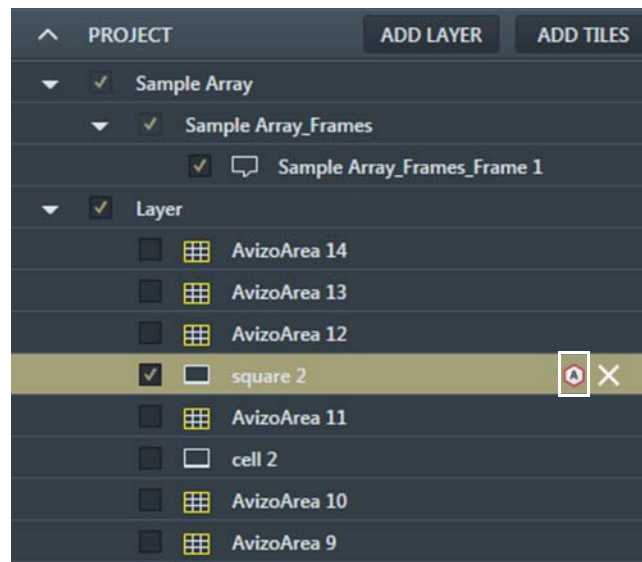 PROJECT ADD LAYER ADD TILES
Sample Array
Sample Array_Frames
Sample Array_Frames_Frame 1
Layer
AvizoArea 14
AvizoArea 13
AvizoArea 12
square 2 A
AvizoArea 11
cell 2
AvizoArea 10
AvizoArea 9